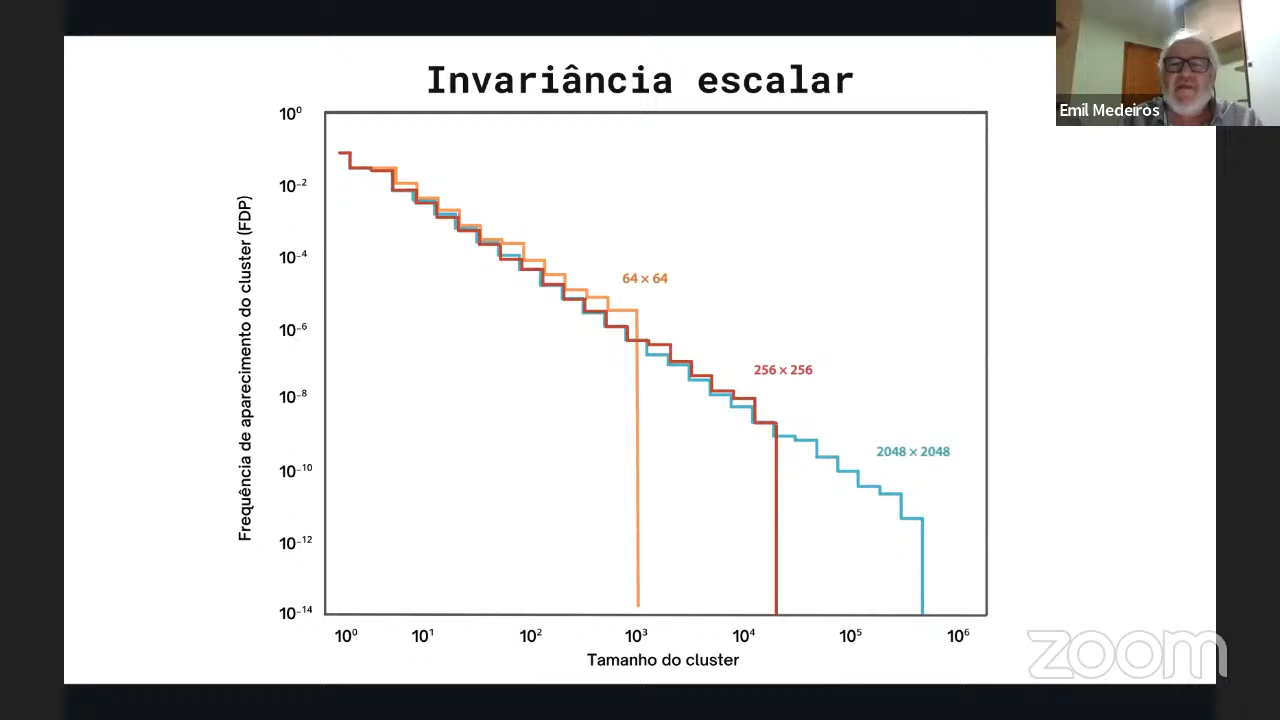 Invariância escalar
Emil Medeiros
Frequência de aparecimento do cluster (FDP)
10⁰
10⁻²
10⁻⁴
10⁻⁶
10⁻⁸
10⁻¹⁰
10⁻¹²
10⁻¹⁴
64 × 64
256 × 256
2048 × 2048
10⁰ 10¹ 10² 10³ 10⁴ 10⁵ 10⁶
Tamanho do cluster
zoom